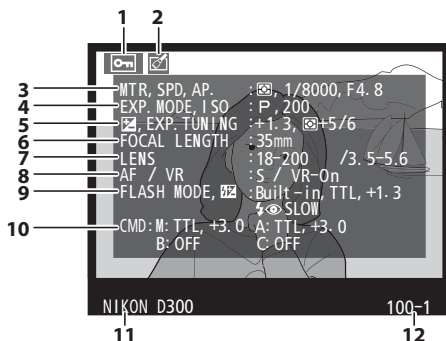 1 2
3 MTR, SPD, AP. : , 1/8000, F4. 8
4 EXP. MODE, ISO : P, 200
5 , EXP. TUNING : +1. 3, +5/6
6 FOCAL LENGTH : 35mm
7 LENS : 18-200 /3. 5-5. 6
8 AF / VR : S / VR-On
9 FLASH MODE, : Built-in, TTL, +1. 3
SLOW
10 CMD: M: TTL, +3. 0 A: TTL, +3. 0
B: OFF C: OFF
NIKON D300 100-1
11 12